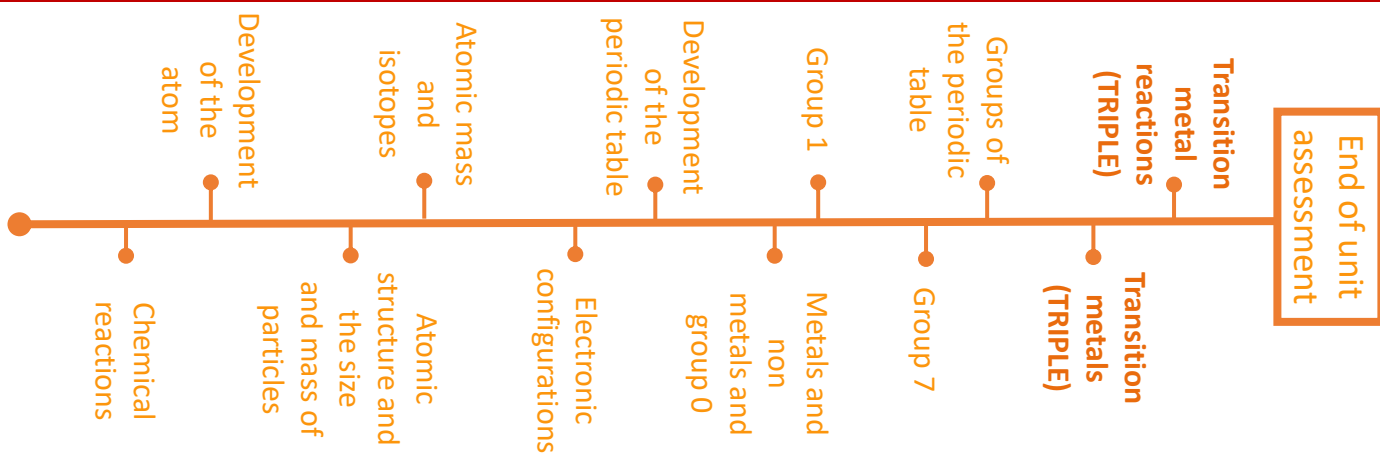 Chemical
reactions
Development
of the
atom
Atomic
structure and
the size
and mass of
particles
Atomic mass
and
isotopes
Electronic
configurations
Development
of the
periodic table
Metals and
non
metals and
group 0
Group 1
Group 7
Groups of
the periodic
table
Transition
metals
(TRIPLE)
Transition
metal
reactions
(TRIPLE)
End of unit
assessment